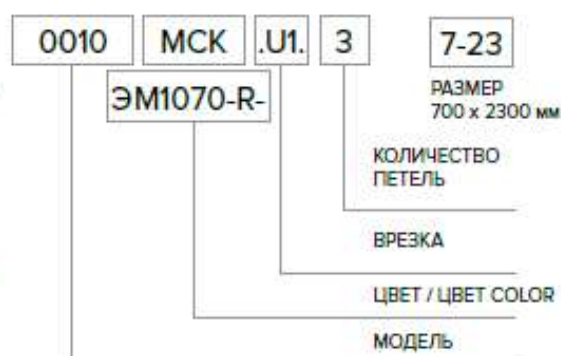 0010 МСК .U1. 3 7-23
ЭМ1070-R-
РАЗМЕР
700 x 2300 мм
КОЛИЧЕСТВО
ПЕТЕЛЬ
ВРЕЗКА
ЦВЕТ / ЦВЕТ COLOR
МОДЕЛЬ